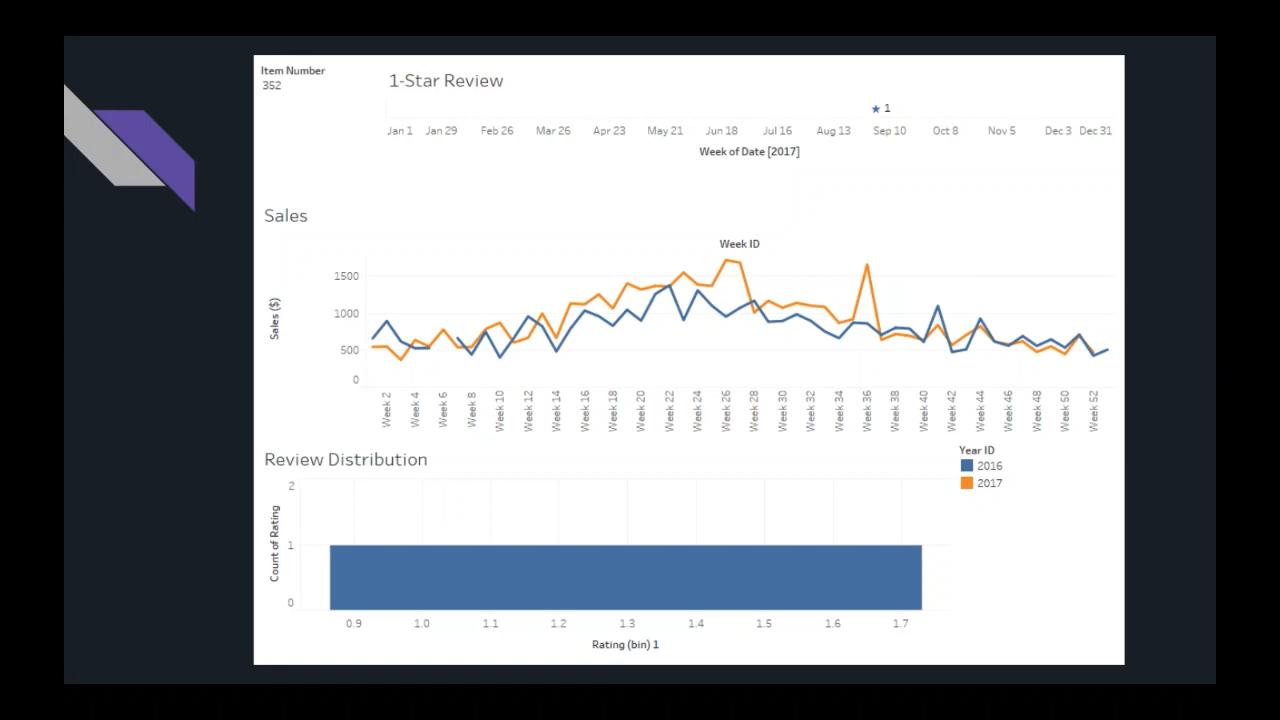 Item Number
352
1-Star Review
★ 1
Jan 1 Jan 29 Feb 26 Mar 26 Apr 23 May 21 Jun 18 Jul 16 Aug 13 Sep 10 Oct 8 Nov 5 Dec 3 Dec 31
Week of Date [2017]
Sales
Week ID
Sales ($)
1500
1000
500
0
Week 2 Week 4 Week 6 Week 8 Week 10 Week 12 Week 14 Week 16 Week 18 Week 20 Week 22 Week 24 Week 26 Week 28 Week 30 Week 32 Week 34 Week 36 Week 38 Week 40 Week 42 Week 44 Week 46 Week 48 Week 50 Week 52
Year ID
2016
2017
Review Distribution
Count of Rating
2
1
0
0.9 1.0 1.1 1.2 1.3 1.4 1.5 1.6 1.7
Rating (bin) 1